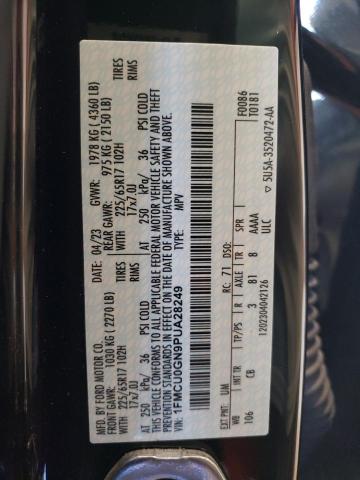 MFD. BY FORD MOTOR CO.
DATE: 04/23 GVWR: 1978 KG ( 4360 LB)
FRONT GAWR: 1030 KG (2270 LB) REAR GAWR: 975 KG ( 2150 LB)
225/65R17 102H TIRES 225/65R17 102H TIRES
17x7.0J RIMS 17x7.0J RIMS
AT 250 kPa/ 36 PSI COLD AT 250 kPa/ 36 PSI COLD
THIS VEHICLE CONFORMS TO ALL APPLICABLE FEDERAL MOTOR VEHICLE SAFETY AND THEFT
PREVENTION STANDARDS IN EFFECT ON THE DATE OF MANUFACTURE SHOWN ABOVE.
VIN: 1FMCU0GN9PUA28249
TYPE: MPV
F0086
T0181
EXT PNT: UM RC: 71 DSO:
WB INT TR TP/PS R AXLE TR SPR
106 CB 3 81 8 AAAA
1202304042126 ULC
5U5A-3520472-AA